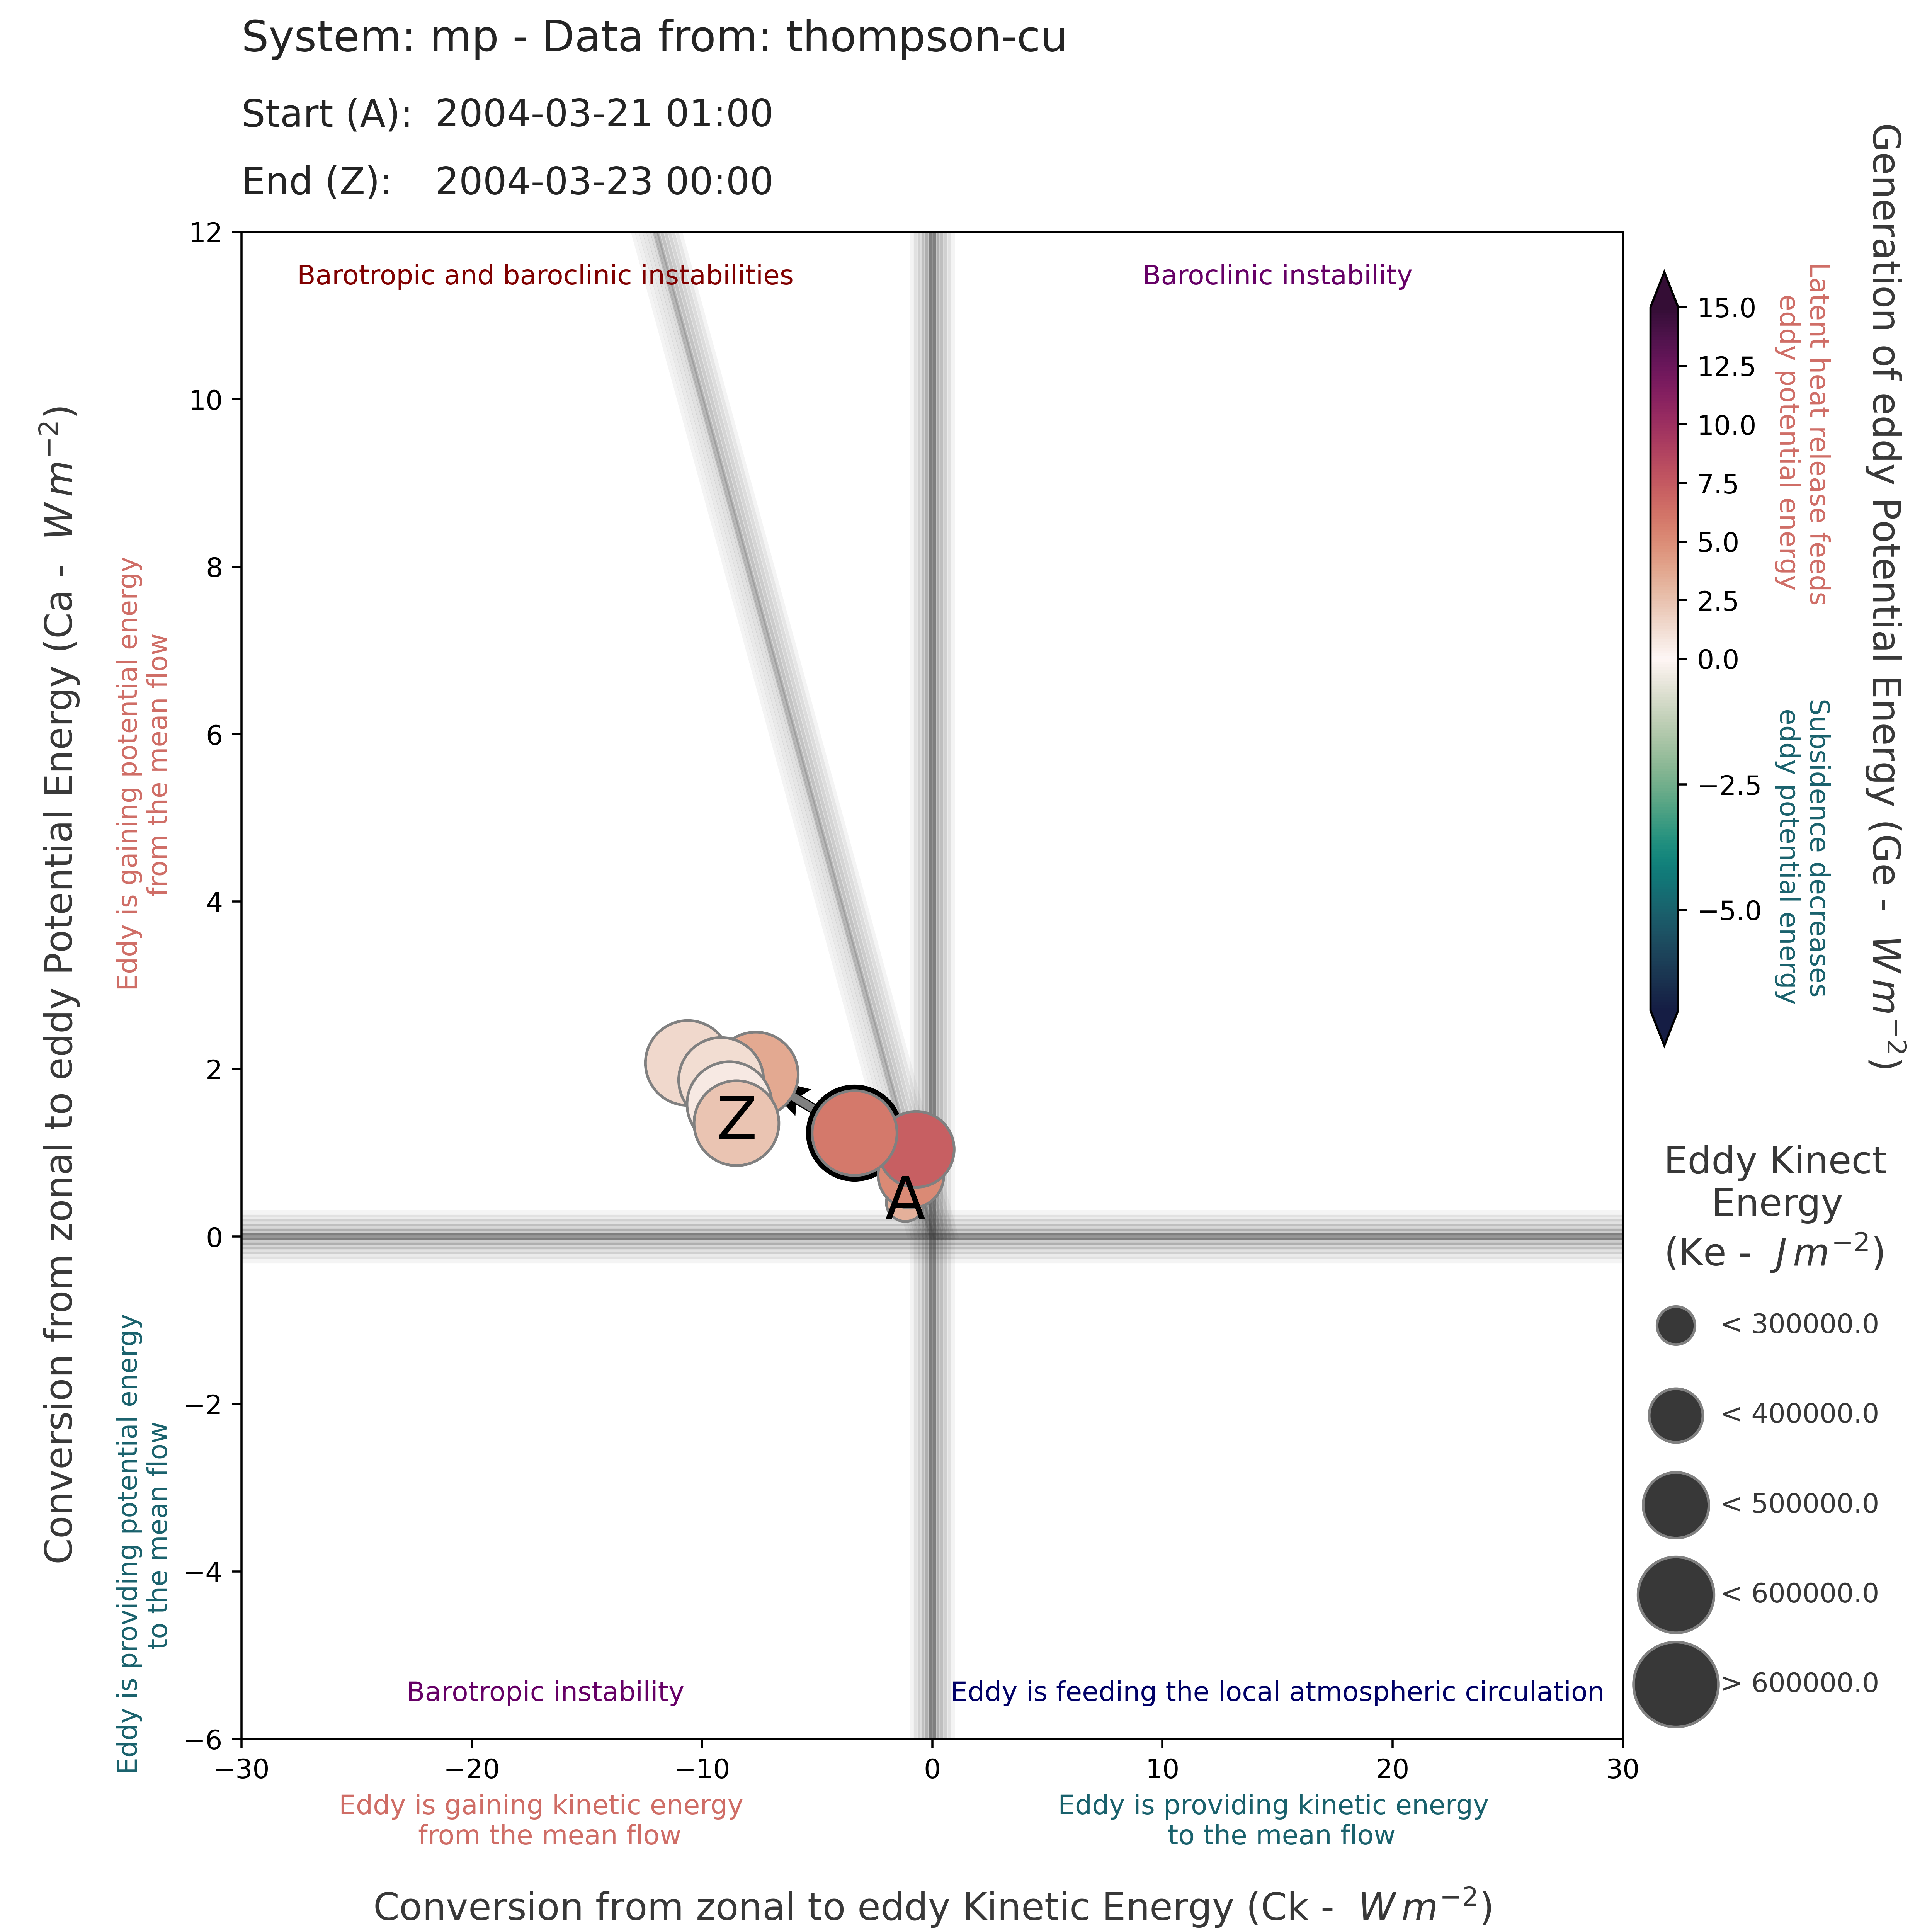 System: mp - Data from: thompson-cu
Start (A): 2004-03-21 01:00
End (Z): 2004-03-23 00:00
Conversion from zonal to eddy Potential Energy (Ca - W m⁻²)
Eddy is gaining potential energy
from the mean flow
Eddy is providing potential energy
to the mean flow
12
10
8
6
4
2
0
−2
−4
−6
Barotropic and baroclinic instabilities
Baroclinic instability
Z
A
Barotropic instability
Eddy is feeding the local atmospheric circulation
−30
−20
−10
0
10
20
30
Eddy is gaining kinetic energy
from the mean flow
Eddy is providing kinetic energy
to the mean flow
Conversion from zonal to eddy Kinetic Energy (Ck - W m⁻²)
15.0
12.5
10.0
7.5
5.0
2.5
0.0
−2.5
−5.0
Latent heat release feeds
eddy potential energy
Subsidence decreases
eddy potential energy
Generation of eddy Potential Energy (Ge - W m⁻²)
Eddy Kinect
Energy
(Ke - J m⁻²)
< 300000.0
< 400000.0
< 500000.0
< 600000.0
> 600000.0